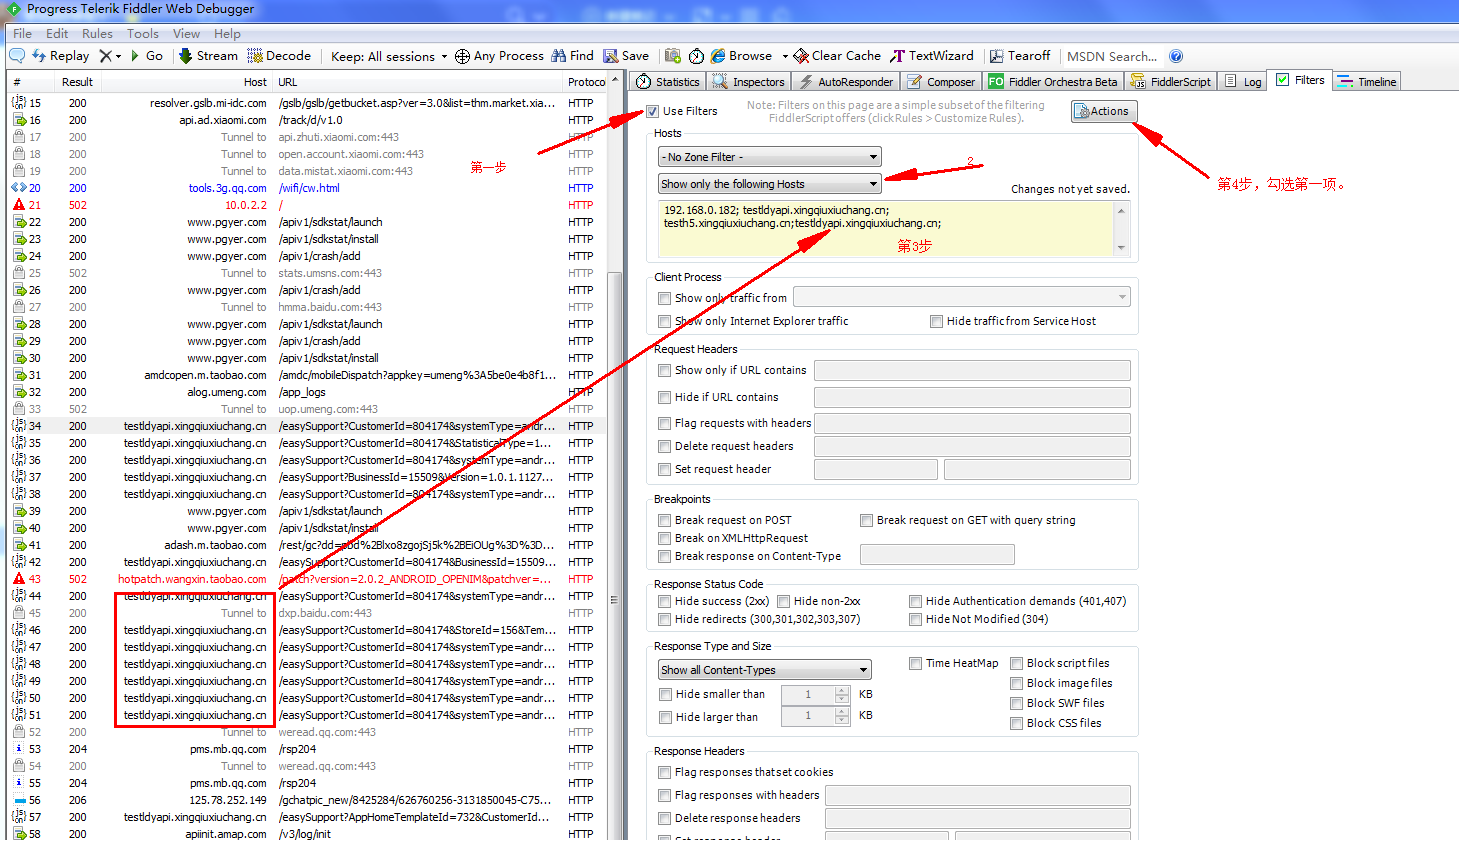 Progress Telerik Fiddler Web Debugger
File Edit Rules Tools View Help
Replay Go Stream Decode Keep: All sessions Any Process Find Save Browse Clear Cache TextWizard Tearoff MSDN Search...
# Result Host URL Protoco
15 200 resolver.gslb.mi-idc.com /gslb/gslb/getbucket.asp?ver=3.0&list=thm.market.xia... HTTP
16 200 api.ad.xiaomi.com /track/d/v1.0 HTTP
17 200 Tunnel to api.zhuti.xiaomi.com:443 HTTP
18 200 Tunnel to open.account.xiaomi.com:443 HTTP
19 200 Tunnel to data.mistat.xiaomi.com:443 HTTP
20 200 tools.3g.qq.com /wifi/cw.html HTTP
21 502 10.0.2.2 / HTTP
22 200 www.pgyer.com /apiv1/sdkstat/launch HTTP
23 200 www.pgyer.com /apiv1/sdkstat/install HTTP
24 200 www.pgyer.com /apiv1/crash/add HTTP
25 502 Tunnel to stats.umsns.com:443 HTTP
26 200 www.pgyer.com /apiv1/crash/add HTTP
27 200 Tunnel to hmma.baidu.com:443 HTTP
28 200 www.pgyer.com /apiv1/sdkstat/launch HTTP
29 200 www.pgyer.com /apiv1/crash/add HTTP
30 200 www.pgyer.com /apiv1/sdkstat/install HTTP
31 200 amdcopen.m.taobao.com /amdc/mobileDispatch?appkey=umeng%3A5be0e4b8f1... HTTP
32 200 alog.umeng.com /app_logs HTTP
33 502 Tunnel to uop.umeng.com:443 HTTP
34 200 testldyapi.xingqiuxiuchang.cn /easySupport?CustomerId=804174&systemType=andr... HTTP
35 200 testldyapi.xingqiuxiuchang.cn /easySupport?CustomerId=804174&StatisticalType=1... HTTP
36 200 testldyapi.xingqiuxiuchang.cn /easySupport?CustomerId=804174&systemType=andr... HTTP
37 200 testldyapi.xingqiuxiuchang.cn /easySupport?BusinessId=15509&Version=1.0.1.1127... HTTP
38 200 testldyapi.xingqiuxiuchang.cn /easySupport?CustomerId=804174&systemType=andr... HTTP
39 200 www.pgyer.com /apiv1/sdkstat/launch HTTP
40 200 www.pgyer.com /apiv1/sdkstat/install HTTP
41 200 adash.m.taobao.com /rest/gc?dd=nbd%2Blxo8zgojSj5k%2BEiOUg%3D%3D... HTTP
42 200 testldyapi.xingqiuxiuchang.cn /easySupport?CustomerId=804174&BusinessId=15509... HTTP
43 502 hotpatch.wangxin.taobao.com /patch?version=2.0.2_ANDROID_OPENIM&patchver=... HTTP
44 200 testldyapi.xingqiuxiuchang.cn /easySupport?CustomerId=804174&systemType=andr... HTTP
45 200 Tunnel to dxp.baidu.com:443 HTTP
46 200 testldyapi.xingqiuxiuchang.cn /easySupport?CustomerId=804174&StoreId=156&Tem... HTTP
47 200 testldyapi.xingqiuxiuchang.cn /easySupport?CustomerId=804174&systemType=andr... HTTP
48 200 testldyapi.xingqiuxiuchang.cn /easySupport?CustomerId=804174&systemType=andr... HTTP
49 200 testldyapi.xingqiuxiuchang.cn /easySupport?CustomerId=804174&systemType=andr... HTTP
50 200 testldyapi.xingqiuxiuchang.cn /easySupport?CustomerId=804174&systemType=andr... HTTP
51 200 testldyapi.xingqiuxiuchang.cn /easySupport?CustomerId=804174&systemType=andr... HTTP
52 200 Tunnel to weread.qq.com:443 HTTP
53 204 pms.mb.qq.com /rsp204 HTTP
54 200 Tunnel to weread.qq.com:443 HTTP
55 204 pms.mb.qq.com /rsp204 HTTP
56 206 125.78.252.149 /gchatpic_new/8425284/626760256-3131850045-C75... HTTP
57 200 testldyapi.xingqiuxiuchang.cn /easySupport?AppHomeTemplateId=732&CustomerId... HTTP
58 200 apiinit.amap.com /v3/log/init HTTP
第一步
Statistics Inspectors AutoResponder Composer FO Fiddler Orchestra Beta FiddlerScript Log Filters Timeline
Use Filters
Note: Filters on this page are a simple subset of the filtering
FiddlerScript offers (click Rules > Customize Rules).
Actions
Hosts
- No Zone Filter -
2
Show only the following Hosts
Changes not yet saved.
第4步，勾选第一项。
192.168.0.182; testldyapi.xingqiuxiuchang.cn;
testh5.xingqiuxiuchang.cn;testldyapi.xingqiuxiuchang.cn;
第3步
Client Process
Show only traffic from
Show only Internet Explorer traffic Hide traffic from Service Host
Request Headers
Show only if URL contains
Hide if URL contains
Flag requests with headers
Delete request headers
Set request header
Breakpoints
Break request on POST Break request on GET with query string
Break on XMLHttpRequest
Break response on Content-Type
Response Status Code
Hide success (2xx) Hide non-2xx Hide Authentication demands (401,407)
Hide redirects (300,301,302,303,307) Hide Not Modified (304)
Response Type and Size
Show all Content-Types Time HeatMap Block script files
Block image files
Hide smaller than 1 KB Block SWF files
Hide larger than 1 KB Block CSS files
Response Headers
Flag responses that set cookies
Flag responses with headers
Delete response headers
Set response header